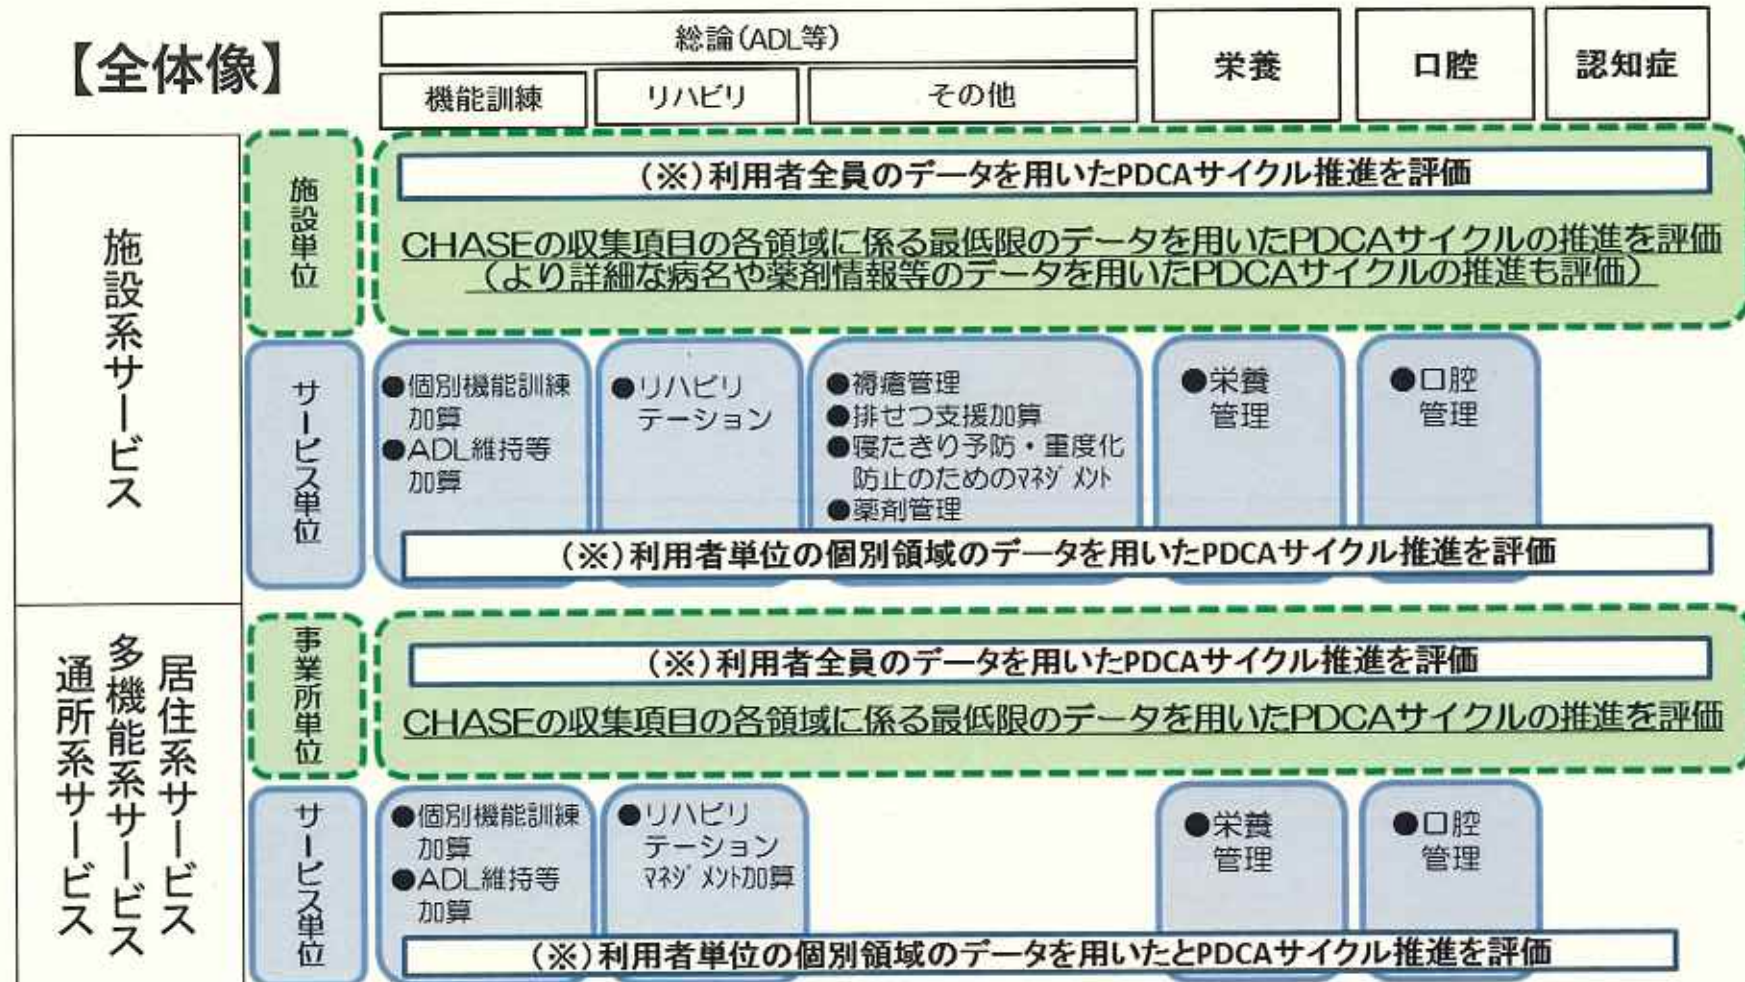 【全体像】
総論(ADL等)
機能訓練
リハビリ
その他
栄養
口腔
認知症
施設系サービス
施設単位
(※)利用者全員のデータを用いたPDCAサイクル推進を評価
CHASEの収集項目の各領域に係る最低限のデータを用いたPDCAサイクルの推進を評価
(より詳細な病名や薬剤情報等のデータを用いたPDCAサイクルの推進も評価)
サービス単位
●個別機能訓練
加算
●ADL維持等
加算
●リハビリ
テーション
●褥瘡管理
●排せつ支援加算
●寝たきり予防・重度化
防止のためのﾏﾈｼﾞﾒﾝﾄ
●薬剤管理
●栄養
管理
●口腔
管理
(※)利用者単位の個別領域のデータを用いたPDCAサイクル推進を評価
居住系サービス
多機能系サービス
通所系サービス
事業所単位
(※)利用者全員のデータを用いたPDCAサイクル推進を評価
CHASEの収集項目の各領域に係る最低限のデータを用いたPDCAサイクルの推進を評価
サービス単位
●個別機能訓練
加算
●ADL維持等
加算
●リハビリ
テーション
ﾏﾈｼﾞﾒﾝﾄ加算
●栄養
管理
●口腔
管理
(※)利用者単位の個別領域のデータを用いたとPDCAサイクル推進を評価